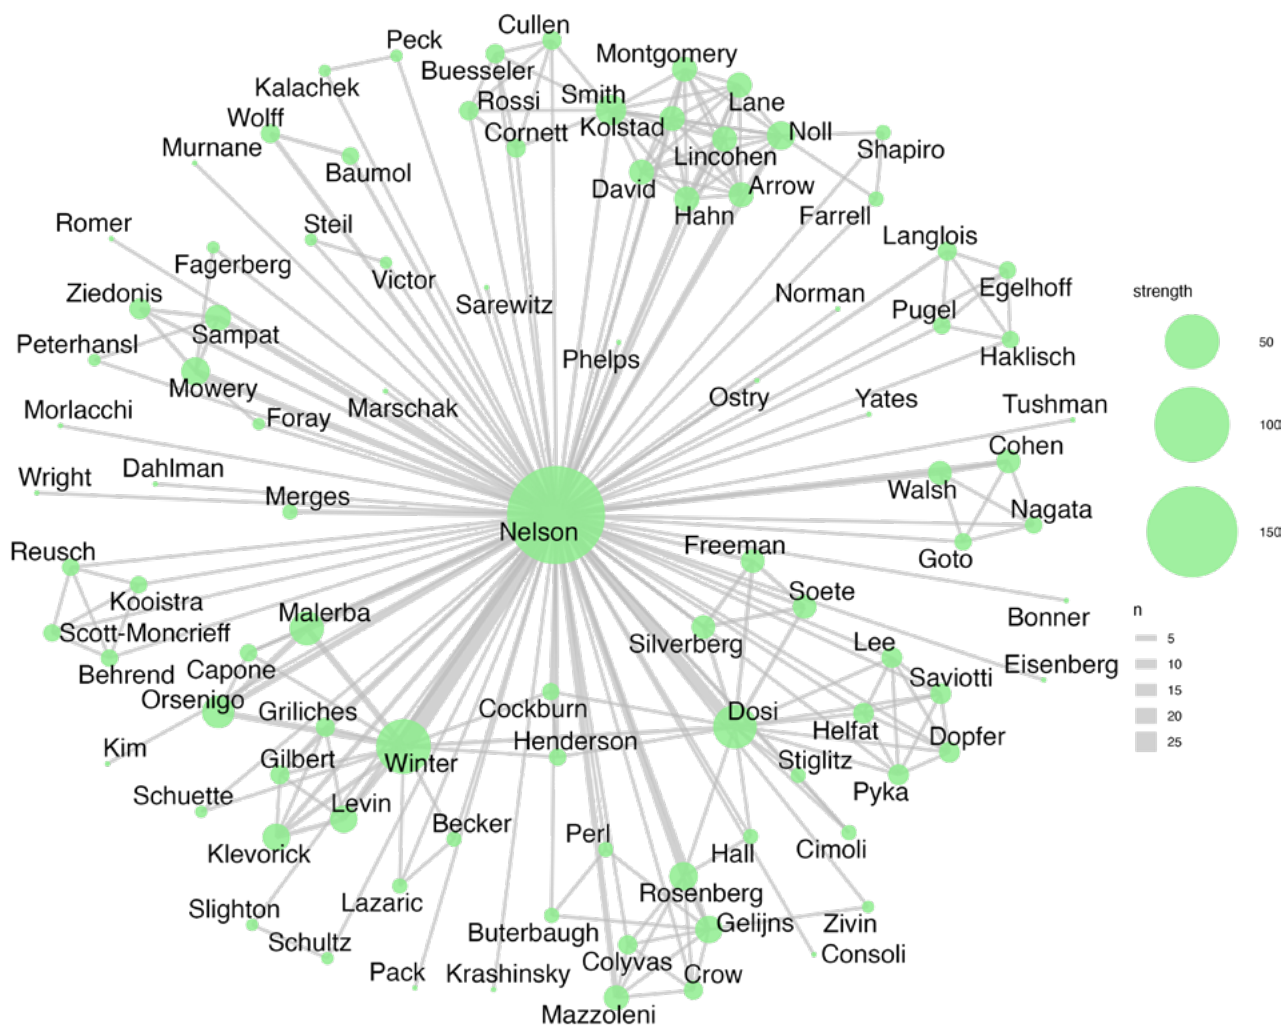 Cullen
Peck
Montgomery
Buesseler
Kalachek
Smith
Lane
Rossi
Wolff
Kolstad
Noll
Cornett
Murnane
Shapiro
Lincohen
Baumol
David
Arrow
Hahn
Farrell
Romer
Steil
Langlois
Fagerberg
Victor
Egelhoff
Ziedonis
Sarewitz
Norman
Pugel
strength
Sampat
50
Peterhansl
Phelps
Haklisch
Mowery
Ostry
Yates
Tushman
Morlacchi
Foray
Marschak
100
Cohen
Wright
Dahlman
Walsh
Merges
Nagata
Nelson
150
Freeman
Goto
Reusch
Soete
Kooistra
Malerba
n
Bonner
Scott-Moncrieff
Silverberg
Lee
5
Capone
Eisenberg
Behrend
10
Saviotti
Orsenigo
15
Griliches
Cockburn
Dosi
Helfat
20
Kim
Henderson
Dopfer
25
Gilbert
Winter
Stiglitz
Schuette
Pyka
Levin
Becker
Perl
Klevorick
Hall
Cimoli
Rosenberg
Lazaric
Slighton
Gelijns
Zivin
Buterbaugh
Schultz
Consoli
Colyvas
Pack
Krashinsky
Crow
Mazzoleni